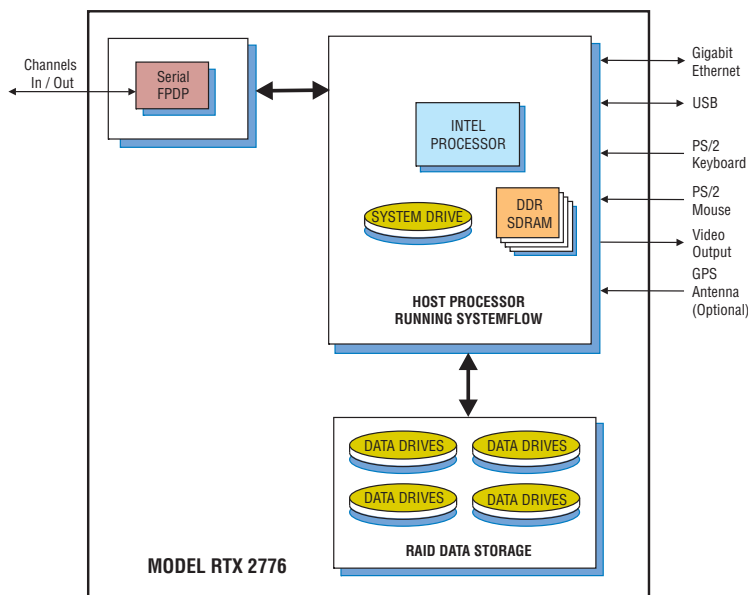 Channels
In / Out
Serial
FPDP
INTEL
PROCESSOR
SYSTEM DRIVE
DDR
SDRAM
HOST PROCESSOR
RUNNING SYSTEMFLOW
Gigabit
Ethernet
USB
PS/2
Keyboard
PS/2
Mouse
Video
Output
GPS
Antenna
(Optional)
DATA DRIVES
DATA DRIVES
DATA DRIVES
DATA DRIVES
RAID DATA STORAGE
MODEL RTX 2776